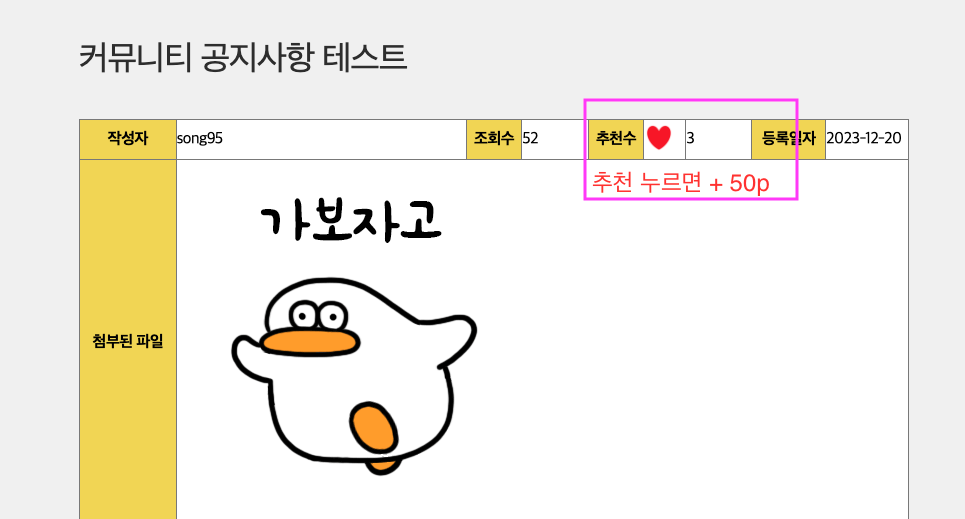 커뮤니티 공지사항 테스트
작성자 song95 조회수 52 추천수 3 등록일자 2023-12-20
추천 누르면 + 50p
가보자고
첨부된 파일